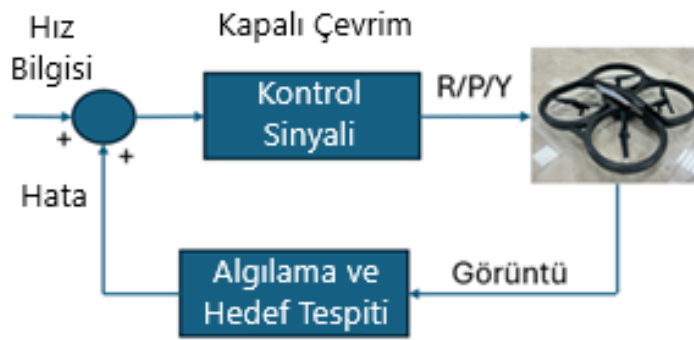 Hız
Bilgisi
Kapalı Çevrim
+
+
Kontrol
Sinyali
R/P/Y
Hata
Algılama ve
Hedef Tespiti
Görüntü